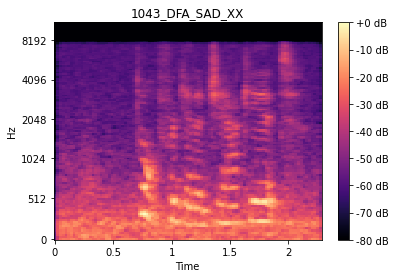 1043_DFA_SAD_XX
+0 dB
8192
-10 dB
4096
-20 dB
-30 dB
2048
Hz
-40 dB
1024
-50 dB
512
-60 dB
-70 dB
0
-80 dB
0
0.5
1
1.5
2
Time